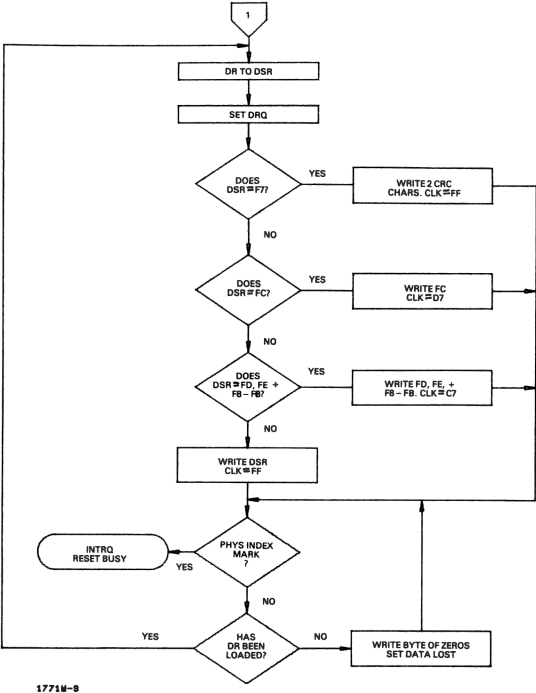 1
DR TO DSR
SET DRQ
DOES
DSR=F7?
YES
WRITE 2 CRC
CHARS. CLK=FF
NO
DOES
DSR=FC?
YES
WRITE FC
CLK=D7
NO
DOES
DSR=FD, FE +
F8-FB?
YES
WRITE FD, FE, +
F8-FB. CLK=C7
NO
WRITE DSR
CLK=FF
INTRQ
RESET BUSY
YES
PHYS INDEX
MARK
?
NO
YES
HAS
DR BEEN
LOADED?
NO
WRITE BYTE OF ZEROS
SET DATA LOST
1771W-S